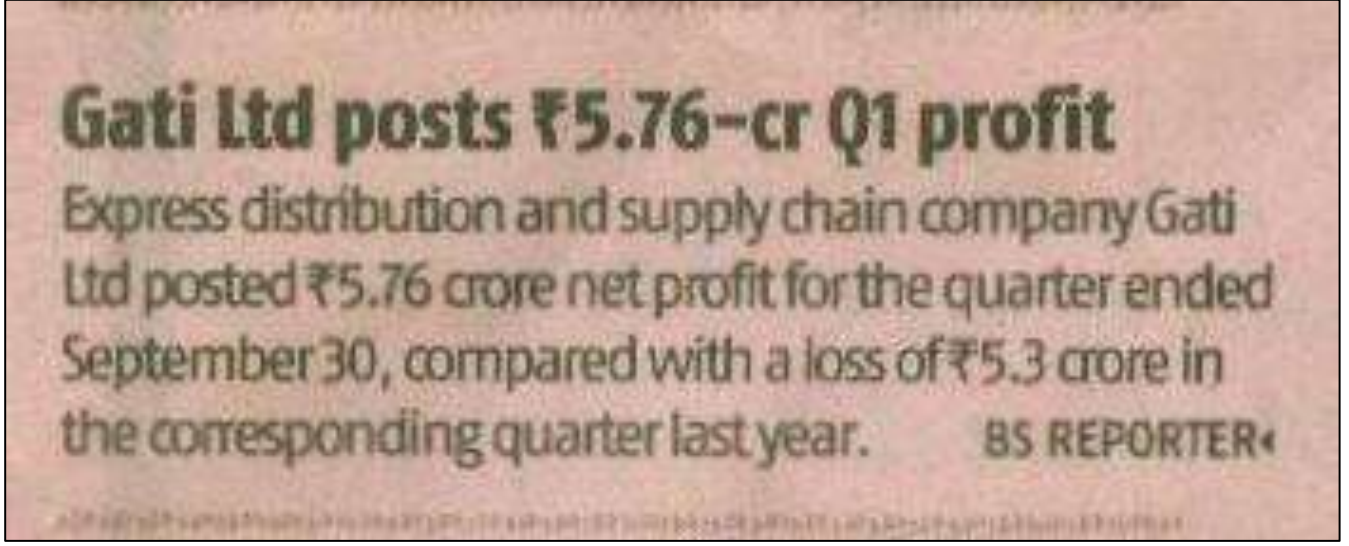 Gati Ltd posts ₹5.76-cr Q1 profit
Express distribution and supply chain company Gati
Ltd posted ₹5.76 crore net profit for the quarter ended
September 30, compared with a loss of ₹5.3 crore in
the corresponding quarter last year. BS REPORTER